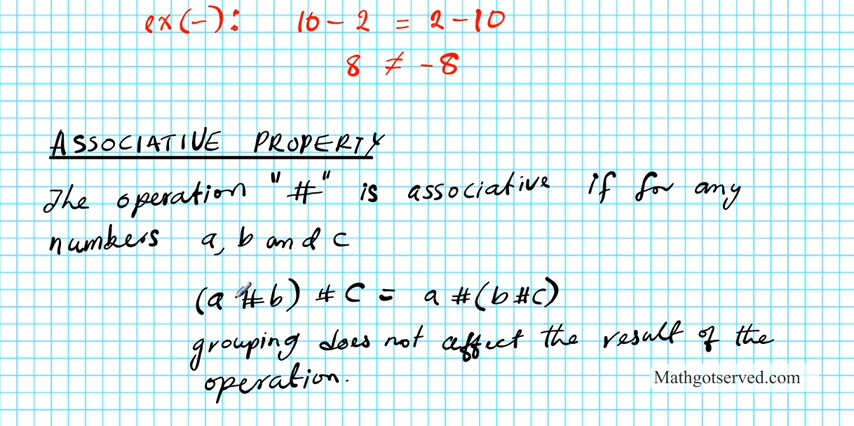 ex(-): 10 - 2 = 2 - 10
8 ≠ -8
ASSOCIATIVE PROPERTY
The operation "#" is associative if for any
numbers a, b and c
(a # b) # c = a # (b # c)
grouping does not affect the result of the
operation.
Mathgotserved.com